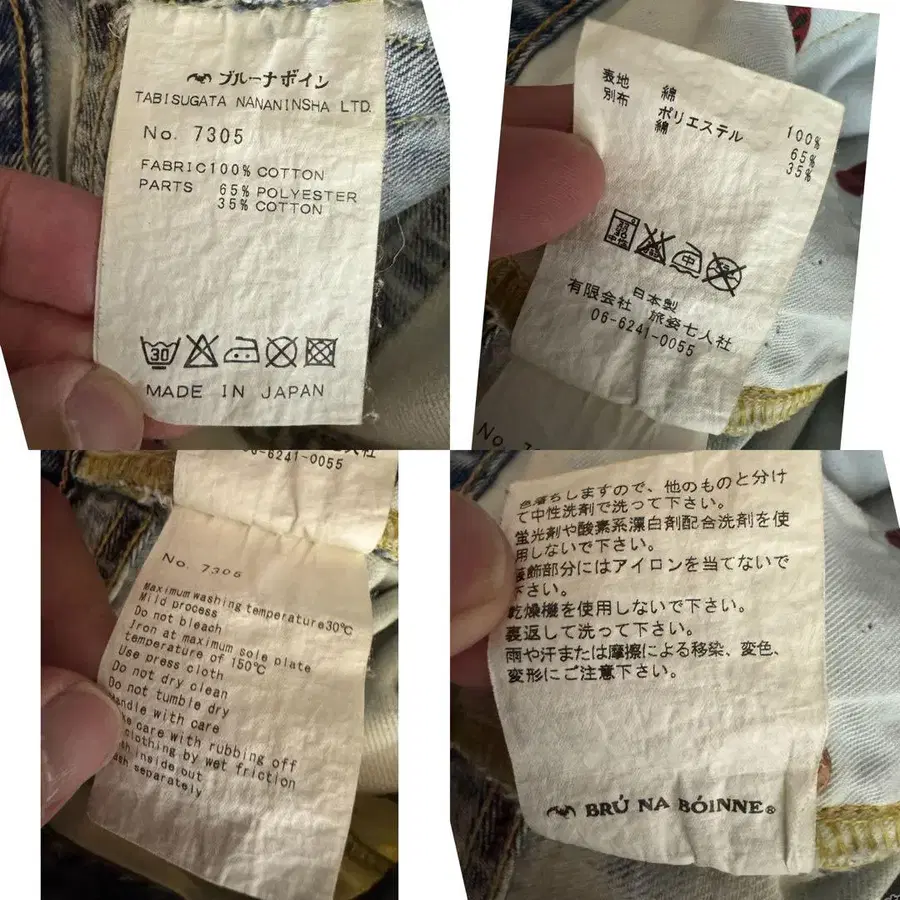 ブルーナボイン
TABISUGATA NANANINSHA LTD.
No. 7305
FABRIC100% COTTON
PARTS 65% POLYESTER
35% COTTON
30
MADE IN JAPAN
表地 綿 100%
別布 ポリエステル 65%
綿 35%
中性
中
日本製
有限会社 旅姿七人社
06-6241-0055
No. 7
06-6241-0055
No. 7305
Maximum washing temperature30℃
Mild process
Do not bleach
Iron at maximum sole plate
temperature of 150℃
Use press cloth
Do not dry clean
Do not tumble dry
Handle with care
care with rubbing off
clothing by wet friction
inside out
separately
色落ちしますので、他のものと分け
て中性洗剤で洗って下さい。
蛍光剤や酸素系漂白剤配合洗剤を使
用しないで下さい。
装飾部分にはアイロンを当てないで
下さい。
乾燥機を使用しないで下さい。
裏返して洗って下さい。
雨や汗または摩擦による移染、変色、
変形にご注意下さい。
BRÚ NA BÓINNE®